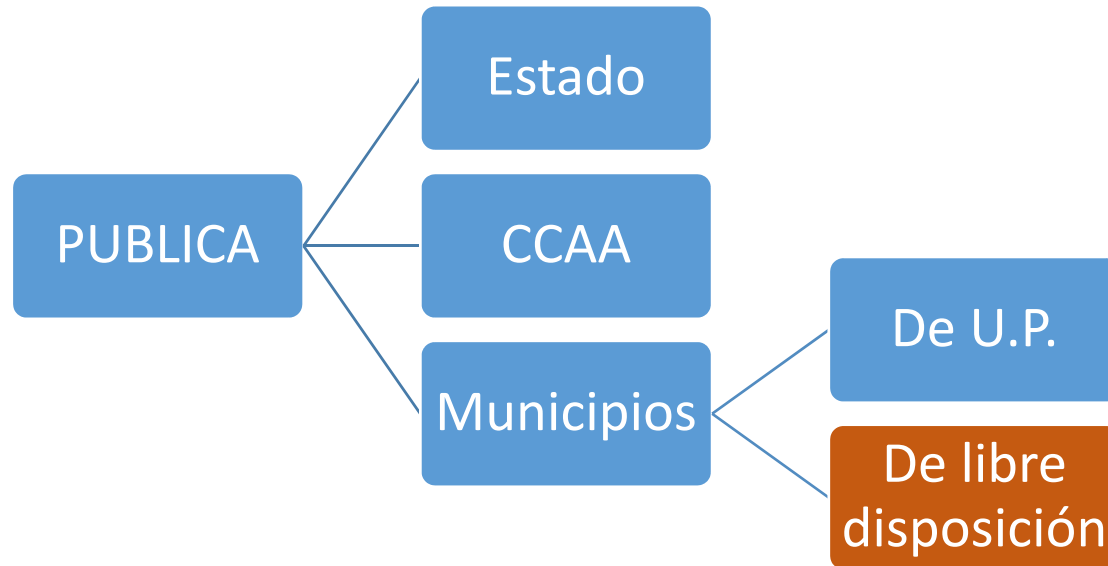 Estado
PUBLICA
CCAA
Municipios
De U.P.
De libre
disposición